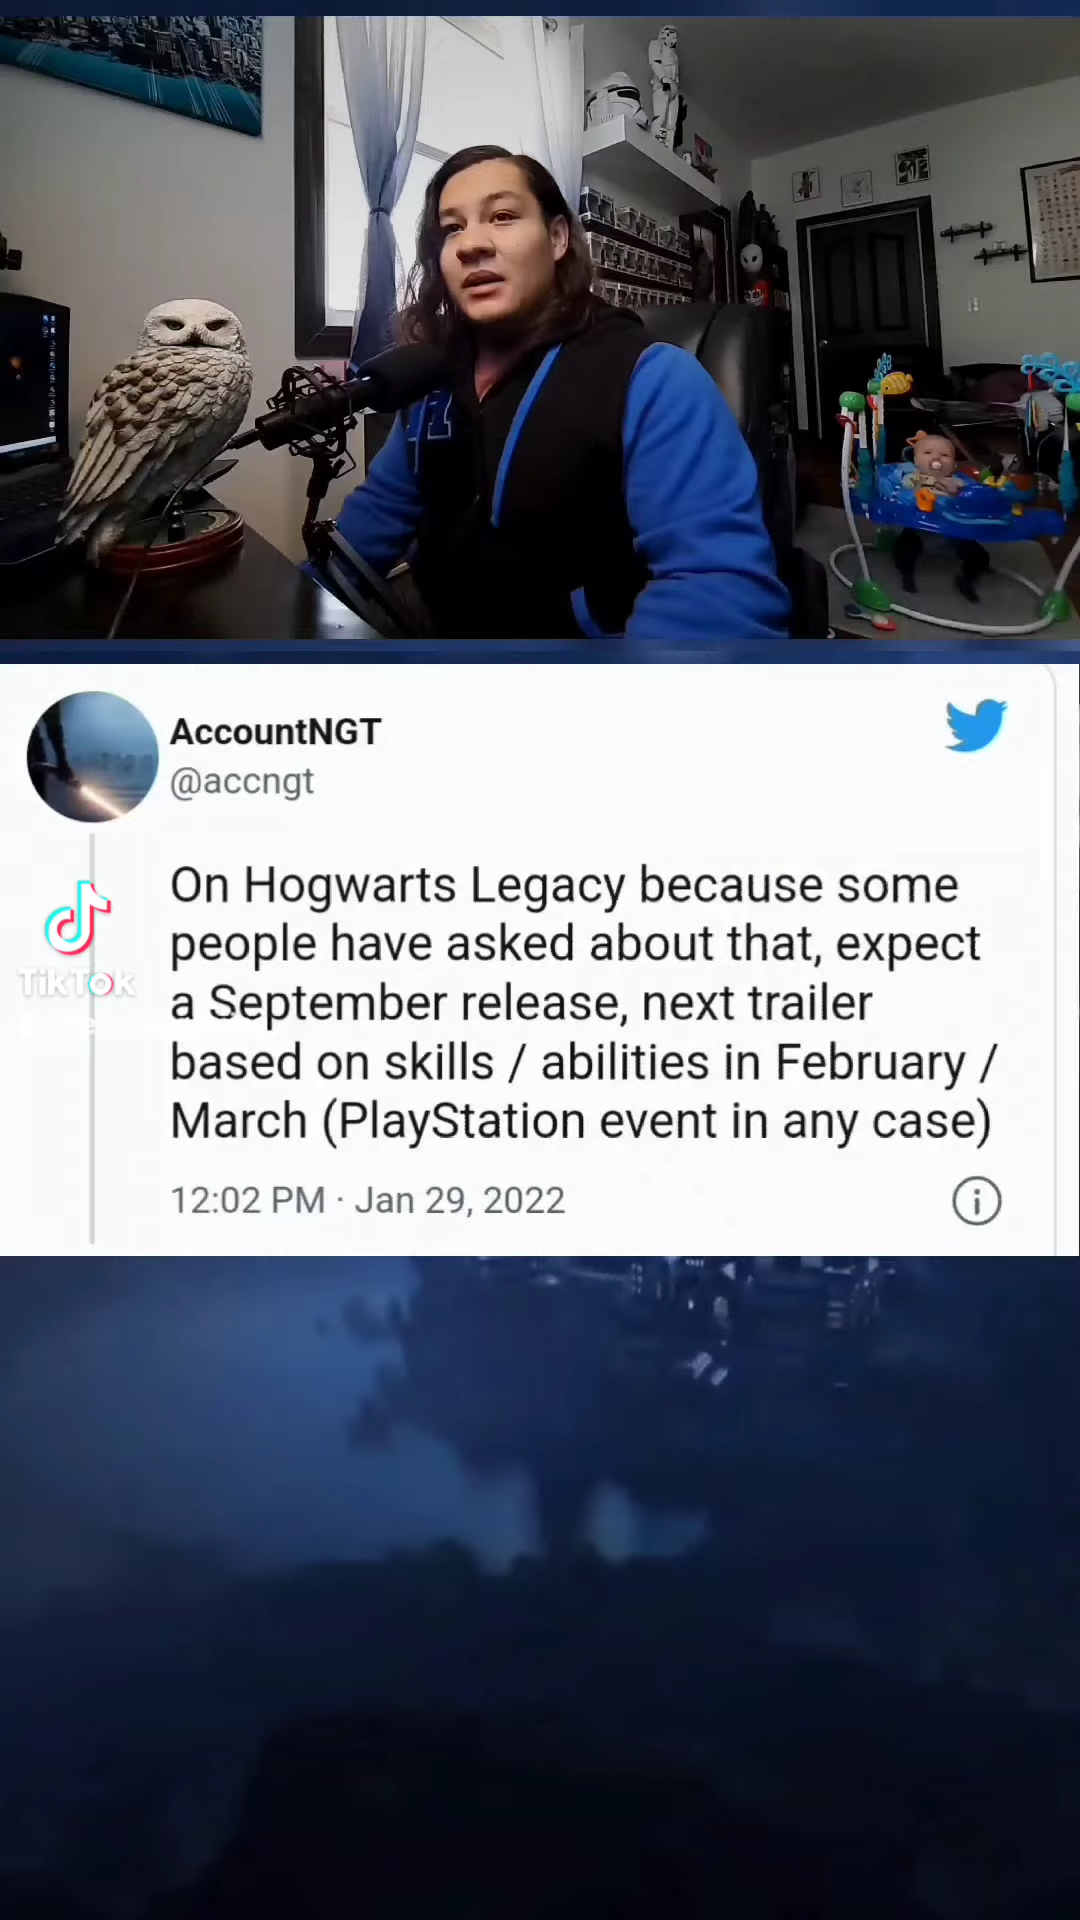 AccountNGT
@accngt
On Hogwarts Legacy because some
people have asked about that, expect
a September release, next trailer
based on skills / abilities in February /
March (PlayStation event in any case)
12:02 PM · Jan 29, 2022
TikTok